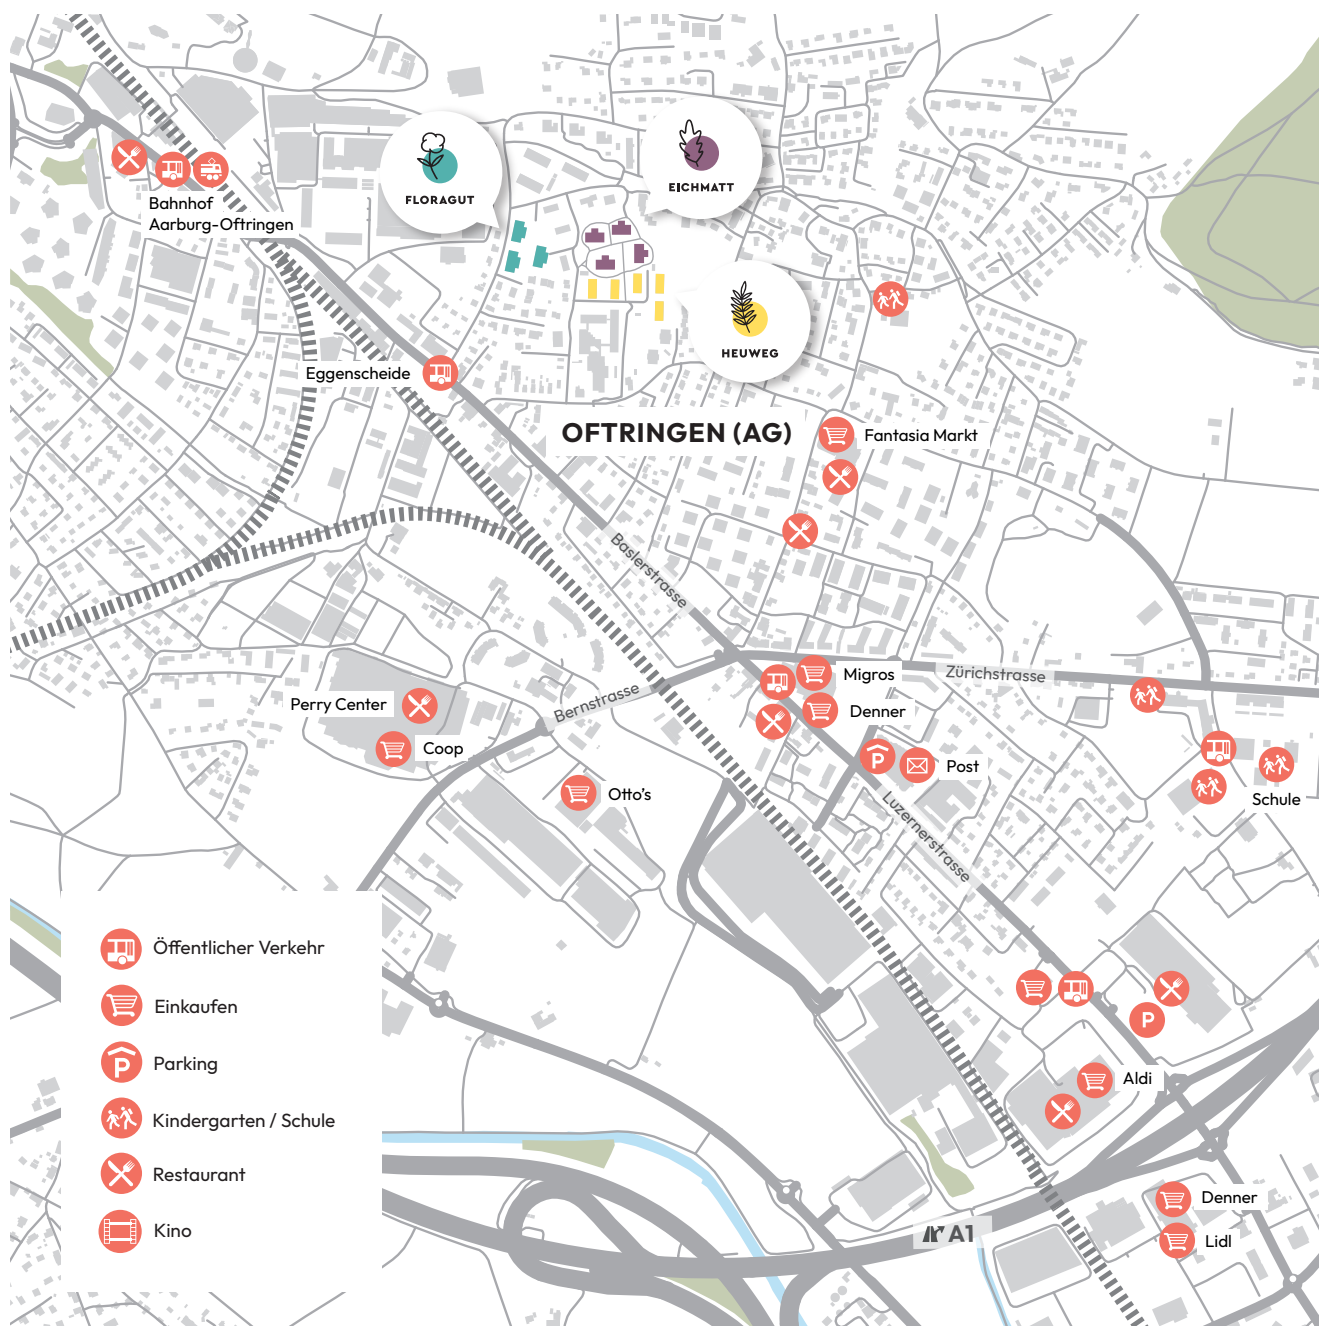 FLORAGUT
EICHMATT
Bahnhof
Aarburg-Oftringen
HEUWEG
Eggenscheide
OFTRINGEN (AG)
Fantasia Markt
Baslerstrasse
Zürichstrasse
Migros
Bernstrasse
Perry Center
Denner
Coop
Post
Otto's
Schule
Luzernerstrasse
P
P
Aldi
Denner
A1
Lidl
Öffentlicher Verkehr
Einkaufen
P
Parking
Kindergarten / Schule
Restaurant
Kino